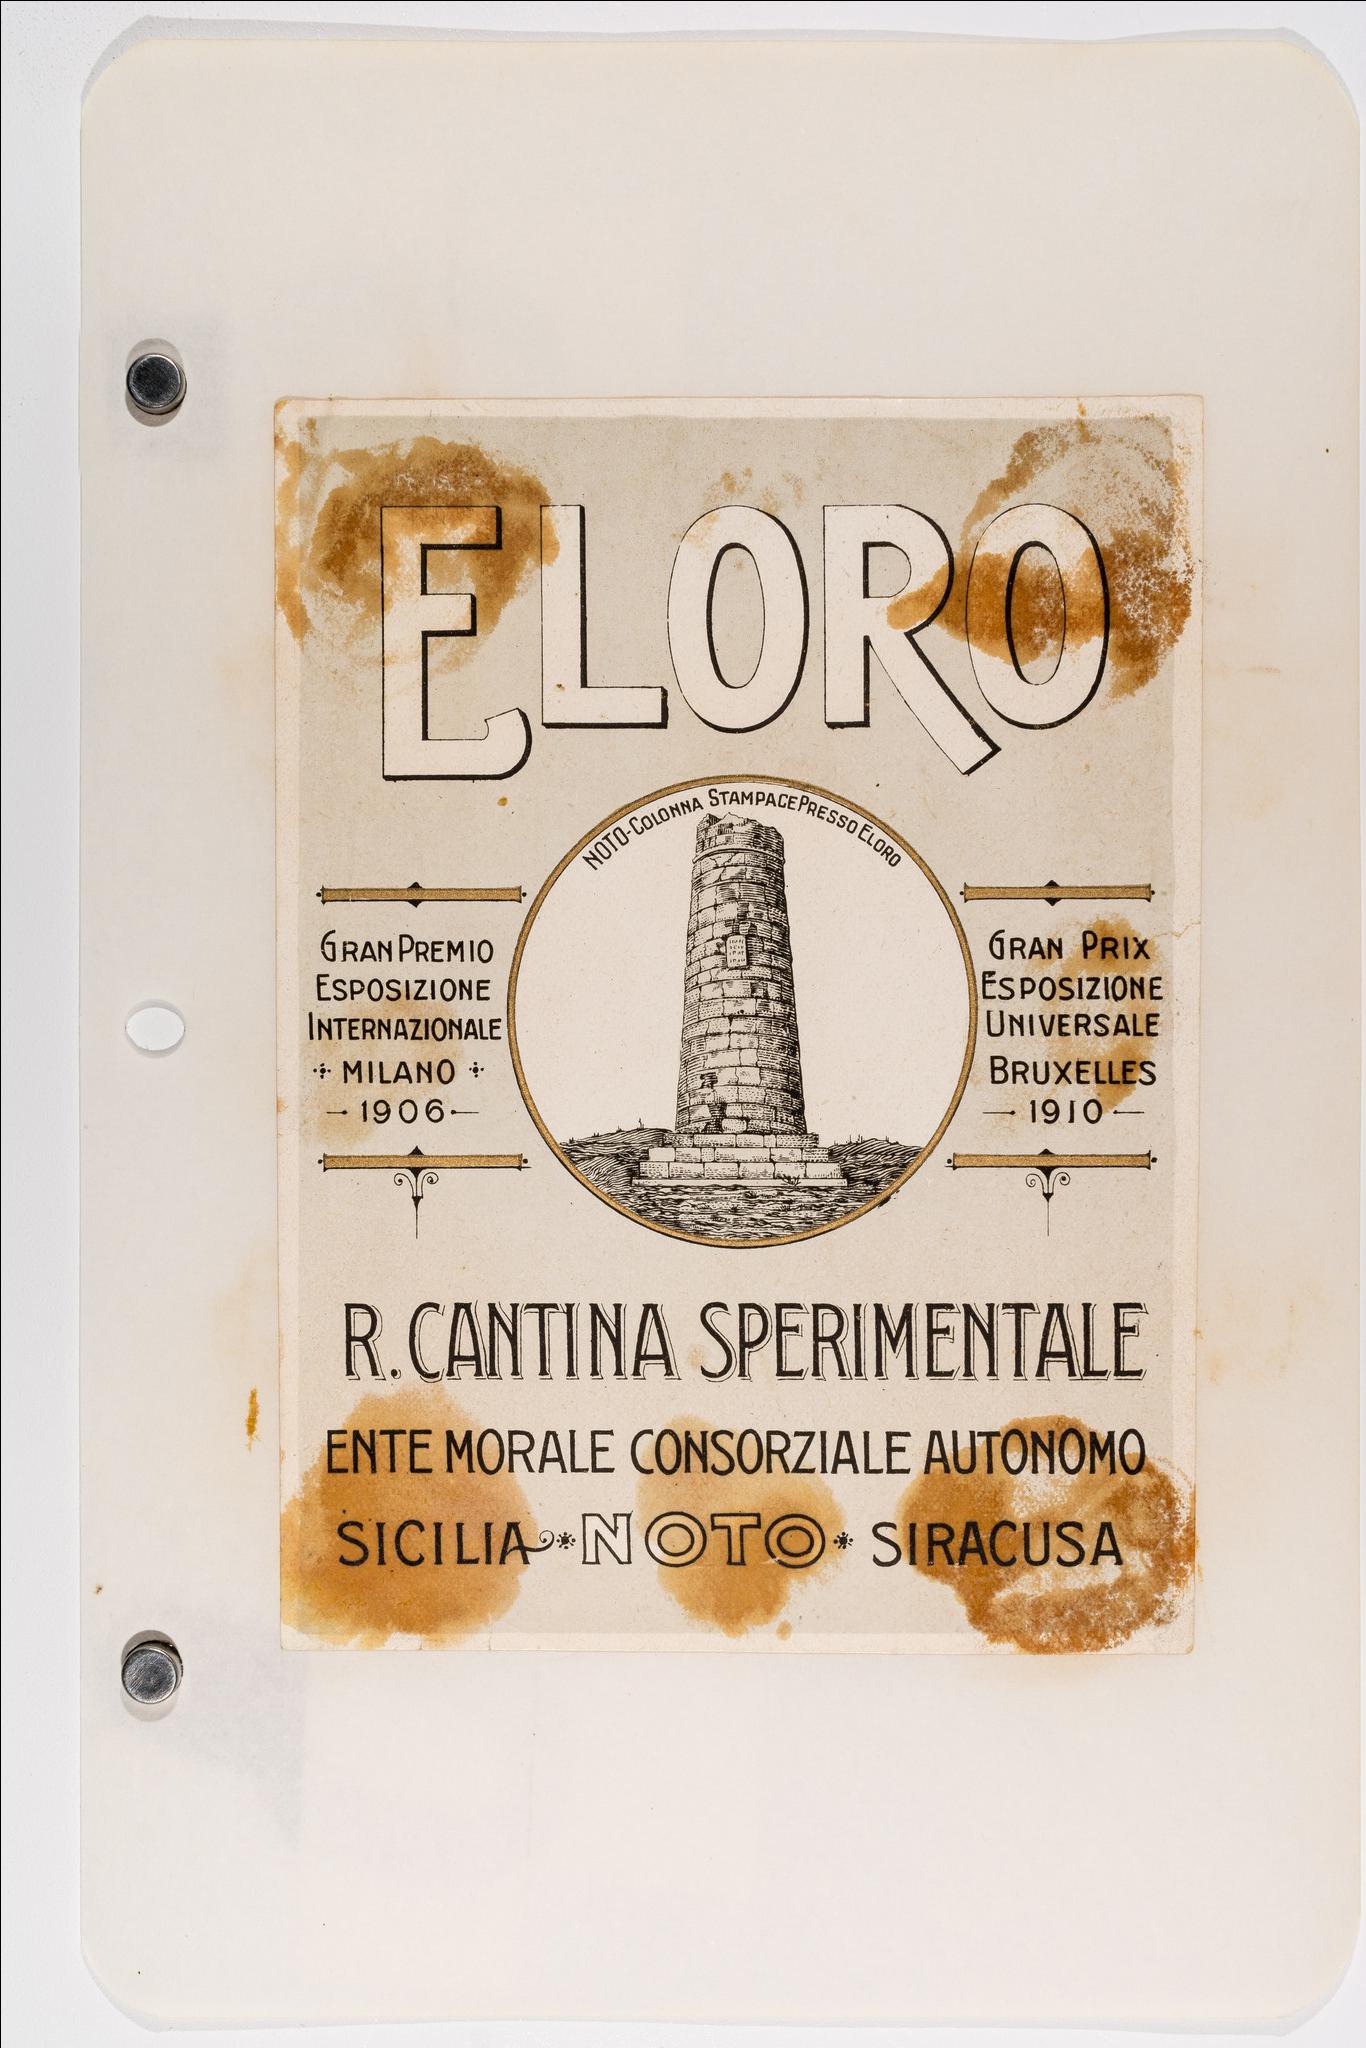 ELORO
NOTO-COLONNA STAMPACE PRESSO ELORO
GRAN PREMIO
ESPOSIZIONE
INTERNAZIONALE
MILANO
1906
GRAN PRIX
ESPOSIZIONE
UNIVERSALE
BRUXELLES
1910
R. CANTINA SPERIMENTALE
ENTE MORALE CONSORZIALE AUTONOMO
SICILIA NOTO SIRACUSA